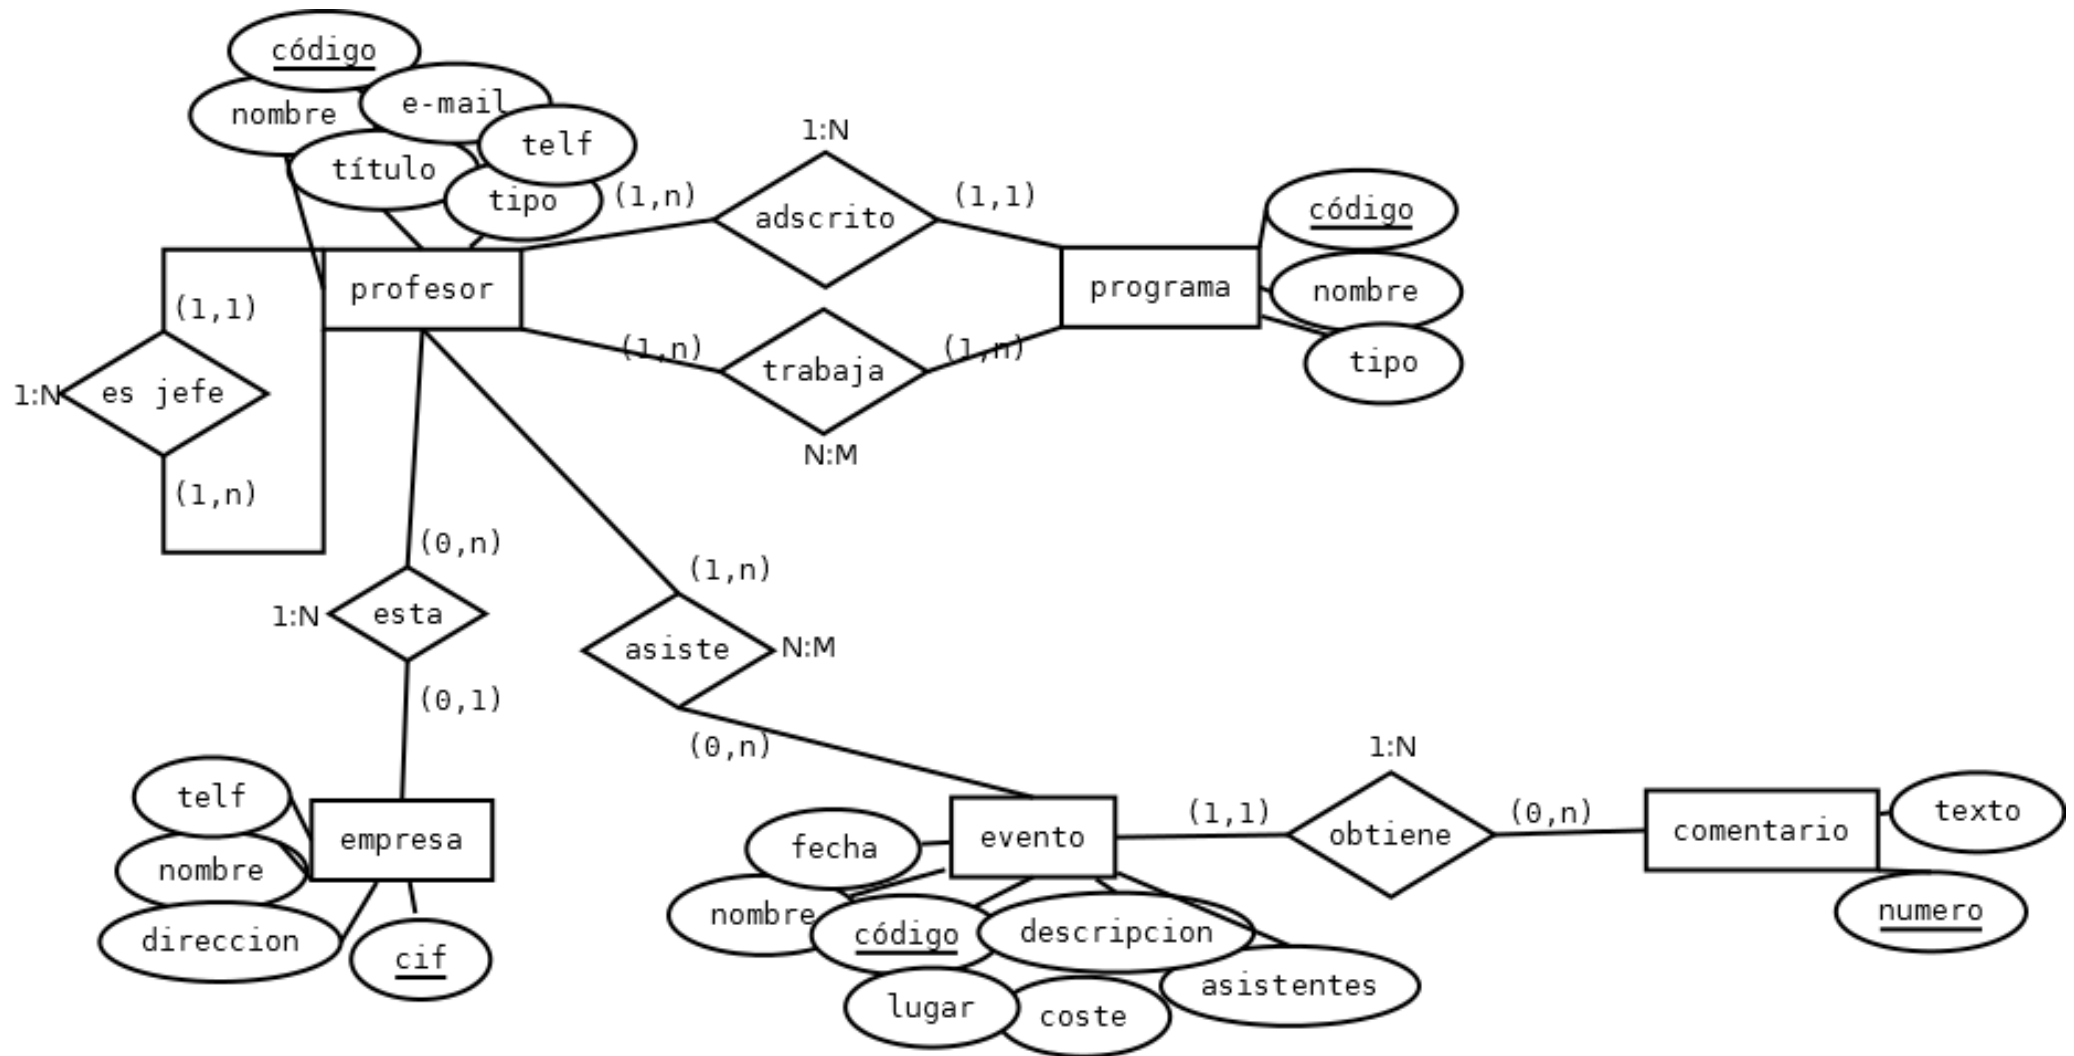 código
nombre
e-mail
título
telf
tipo
profesor
1:N
(1,n)
adscrito
(1,1)
programa
código
nombre
tipo
(1,n)
trabaja
(1,n)
N:M
(1,1)
1:N
es jefe
(1,n)
(0,n)
1:N
esta
(0,1)
(1,n)
asiste
N:M
(0,n)
telf
nombre
direccion
cif
empresa
fecha
nombre
código
descripcion
lugar
coste
asistentes
evento
(1,1)
1:N
obtiene
(0,n)
comentario
texto
numero